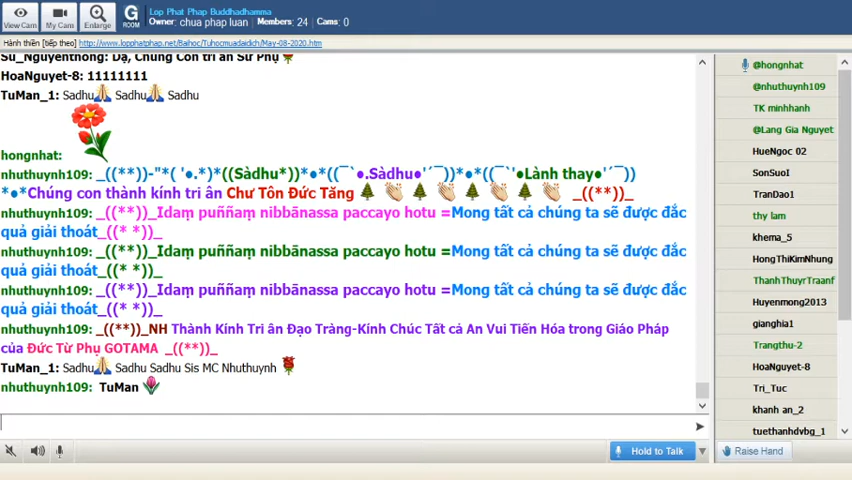 View Cam
My Cam
Enlarge
G
ROOM
Lop Phat Phap Buddhadhamma
Owner: chua phap luan Members: 24 Cams: 0
Hành thiền [tiếp theo] http://www.lopphatphap.net/Baihoc/Tuhocmuadaidich/May-08-2020.htm
Su_Nguyenthong: Dạ, Chúng Con tri ân Sư Phụ
HoaNguyet-8: 11111111
TuMan_1: Sadhu🙏 Sadhu🙏 Sadhu
hongnhat:
nhuthuynh109: _((**))-"*( '●.*)*((Sàdhu*))*●*((¯`●.Sàdhu●'´¯))*●*((¯`'●Lành thay●'´¯))
*●*Chúng con thành kính tri ân Chư Tôn Đức Tăng 🌲 👏 🌲 👏 🌲 👏 🌲 👏 _((**))_
nhuthuynh109: _((**))_Idaṃ puññaṃ nibbānassa paccayo hotu =Mong tất cả chúng ta sẽ được đắc
quả giải thoát_((* *))_
nhuthuynh109: _((**))_Idaṃ puññaṃ nibbānassa paccayo hotu =Mong tất cả chúng ta sẽ được đắc
quả giải thoát_((* *))_
nhuthuynh109: _((**))_Idaṃ puññaṃ nibbānassa paccayo hotu =Mong tất cả chúng ta sẽ được đắc
quả giải thoát_((* *))_
nhuthuynh109: _((**))_NH Thành Kính Tri ân Đạo Tràng-Kính Chúc Tất cả An Vui Tiến Hóa trong Giáo Pháp
của Đức Từ Phụ GOTAMA _((**))_
TuMan_1: Sadhu🙏 Sadhu Sadhu Sis MC Nhuthuynh 🌹
nhuthuynh109: TuMan 🌷
Hold to Talk
@hongnhat
@nhuthuynh109
TK minhhanh
@Lang Gia Nguyet
HueNgoc 02
SonSuoI
TranDao1
thy lam
khema_5
HongThiKimNhung
ThanhThuyrTraanf
Huyenmong2013
gianghia1
Trangthu-2
HoaNguyet-8
Tri_Tuc
khanh an_2
tuethanhdvbg_1
Raise Hand